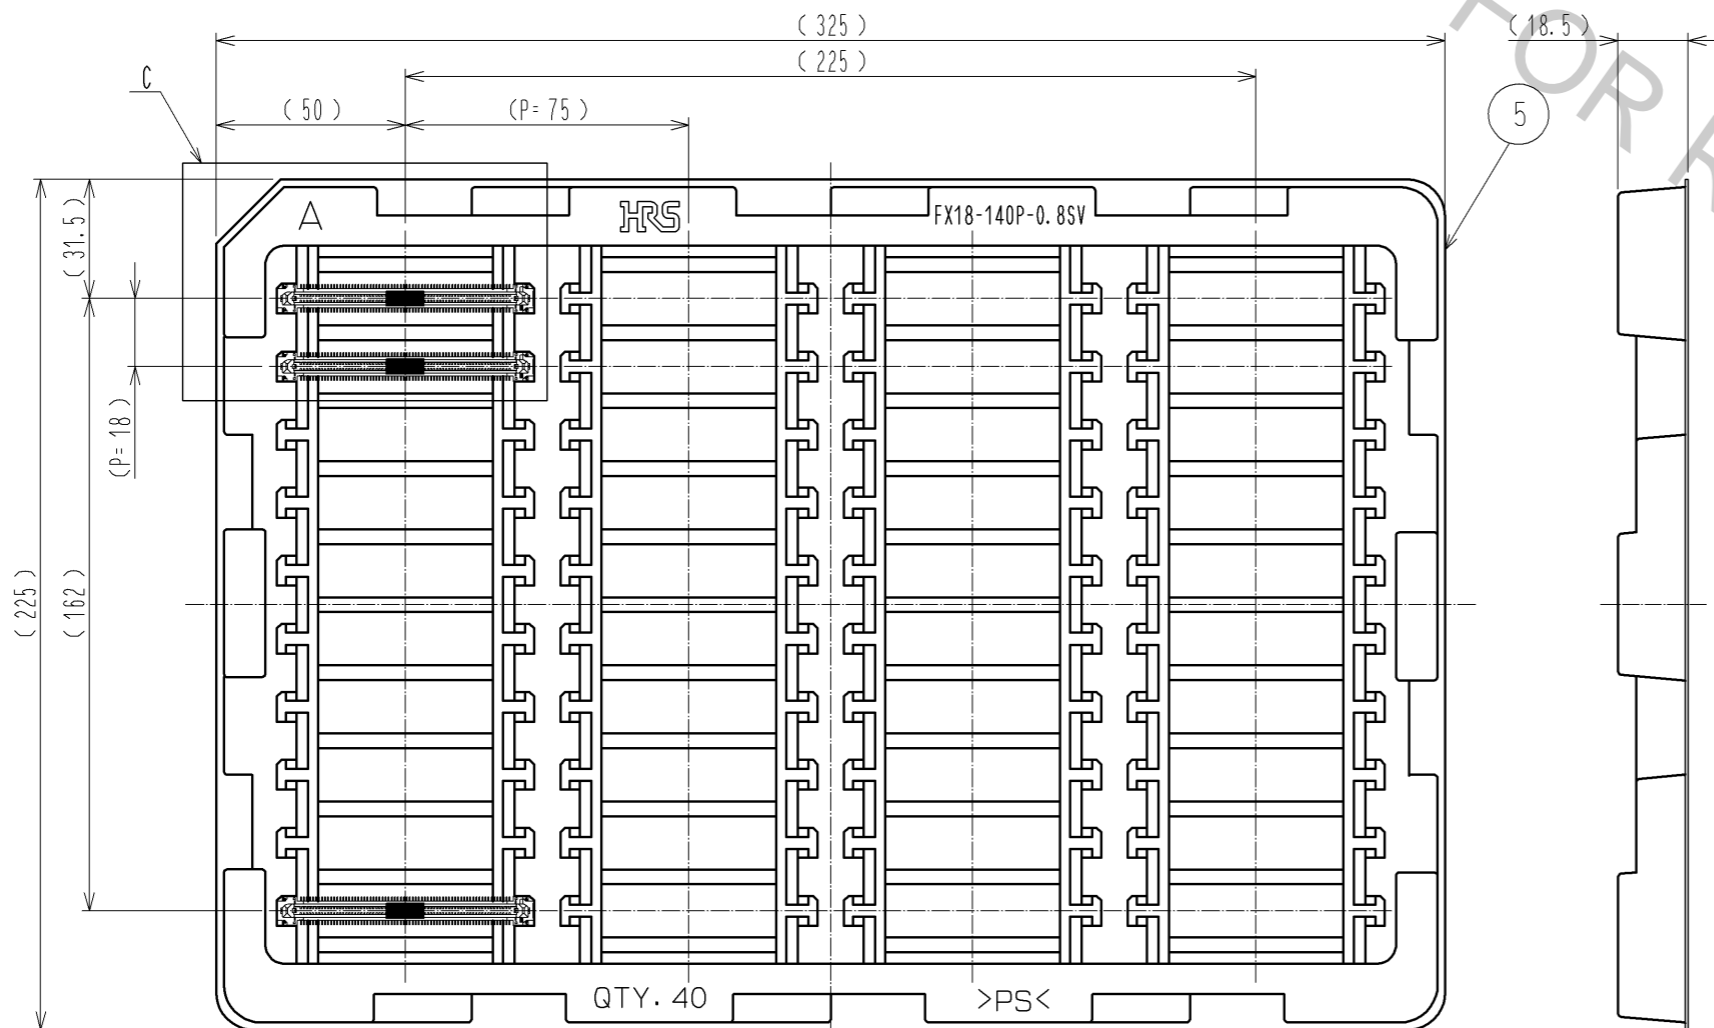 ( 325 )
( 18.5 )
( 225 )
C
( 50 )
(P=75 )
5
FOR R
A
HRS
FX18-140P-0.8SV
( 31.5 )
(P=18 )
( 225 )
( 162 )
QTY. 40
>PS<